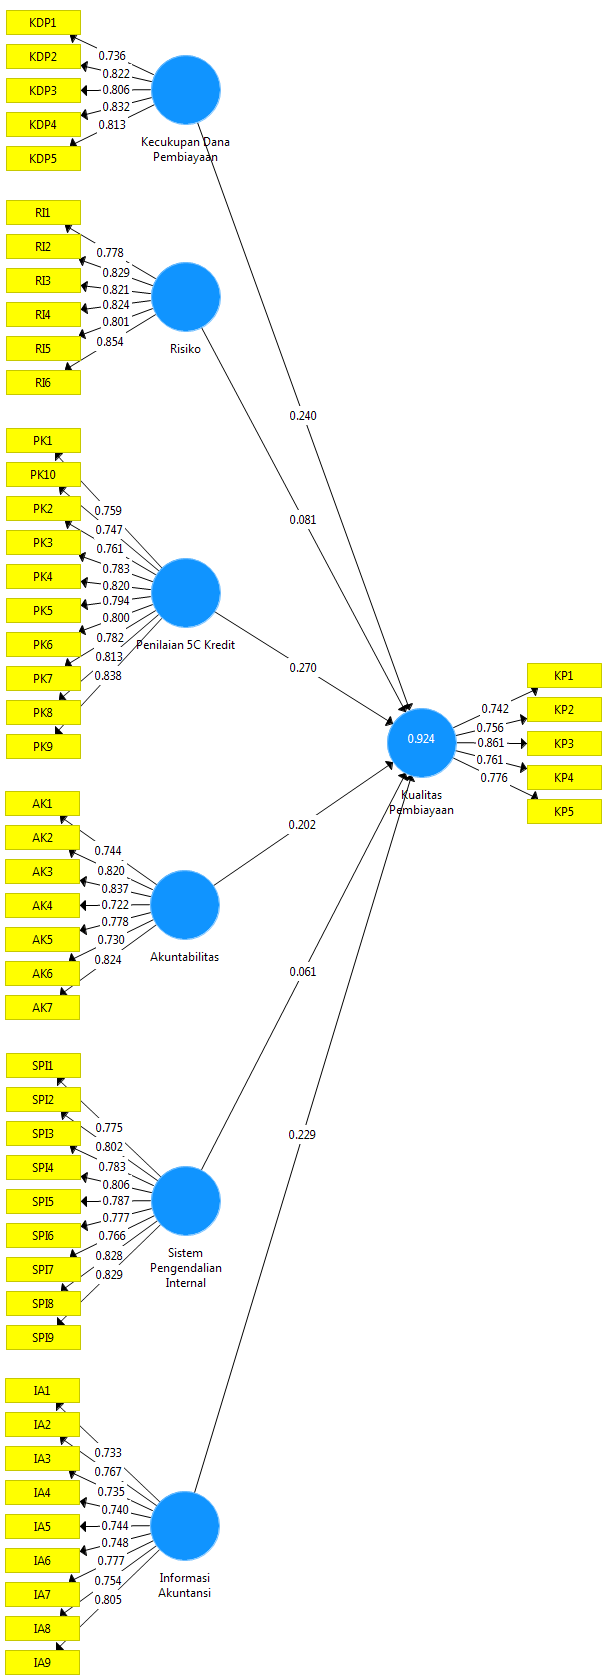 KDP1
KDP2
KDP3
KDP4
KDP5
0.736
0.822
0.806
0.832
0.813
Kecukupan Dana
Pembiayaan
RI1
RI2
RI3
RI4
RI5
RI6
0.778
0.829
0.821
0.824
0.801
0.854
Risiko
PK1
PK10
PK2
PK3
PK4
PK5
PK6
PK7
PK8
PK9
0.759
0.747
0.761
0.783
0.820
0.794
0.800
0.782
0.813
0.838
Penilaian 5C Kredit
AK1
AK2
AK3
AK4
AK5
AK6
AK7
0.744
0.820
0.837
0.722
0.778
0.730
0.824
Akuntabilitas
SPI1
SPI2
SPI3
SPI4
SPI5
SPI6
SPI7
SPI8
SPI9
0.775
0.802
0.783
0.806
0.787
0.777
0.766
0.828
0.829
Sistem
Pengendalian
Internal
IA1
IA2
IA3
IA4
IA5
IA6
IA7
IA8
IA9
0.733
0.767
0.735
0.740
0.744
0.748
0.777
0.754
0.805
Informasi
Akuntansi
0.240
0.081
0.270
0.202
0.061
0.229
0.924
Kualitas
Pembiayaan
0.742
0.756
0.861
0.761
0.776
KP1
KP2
KP3
KP4
KP5